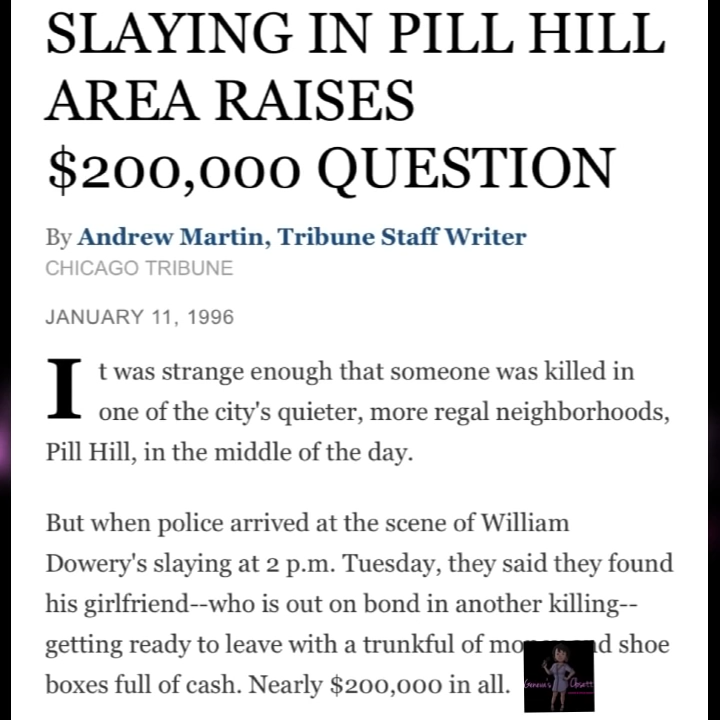 SLAYING IN PILL HILL
AREA RAISES
$200,000 QUESTION
By Andrew Martin, Tribune Staff Writer
CHICAGO TRIBUNE
JANUARY 11, 1996
It was strange enough that someone was killed in
one of the city's quieter, more regal neighborhoods,
Pill Hill, in the middle of the day.
But when police arrived at the scene of William
Dowery's slaying at 2 p.m. Tuesday, they said they found
his girlfriend--who is out on bond in another killing--
getting ready to leave with a trunkful of shoe
boxes full of cash. Nearly $200,000 in all.